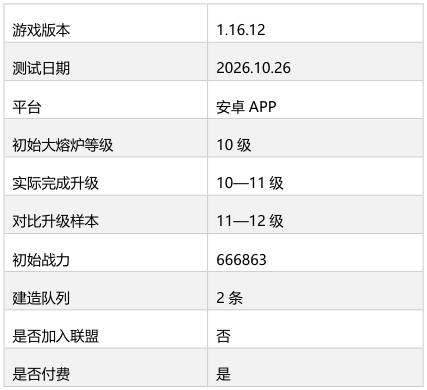 游戏版本 1.16.12
测试日期 2026.10.26
平台 安卓 APP
初始大熔炉等级 10 级
实际完成升级 10—11 级
对比升级样本 11—12 级
初始战力 666863
建造队列 2 条
是否加入联盟 否
是否付费 是